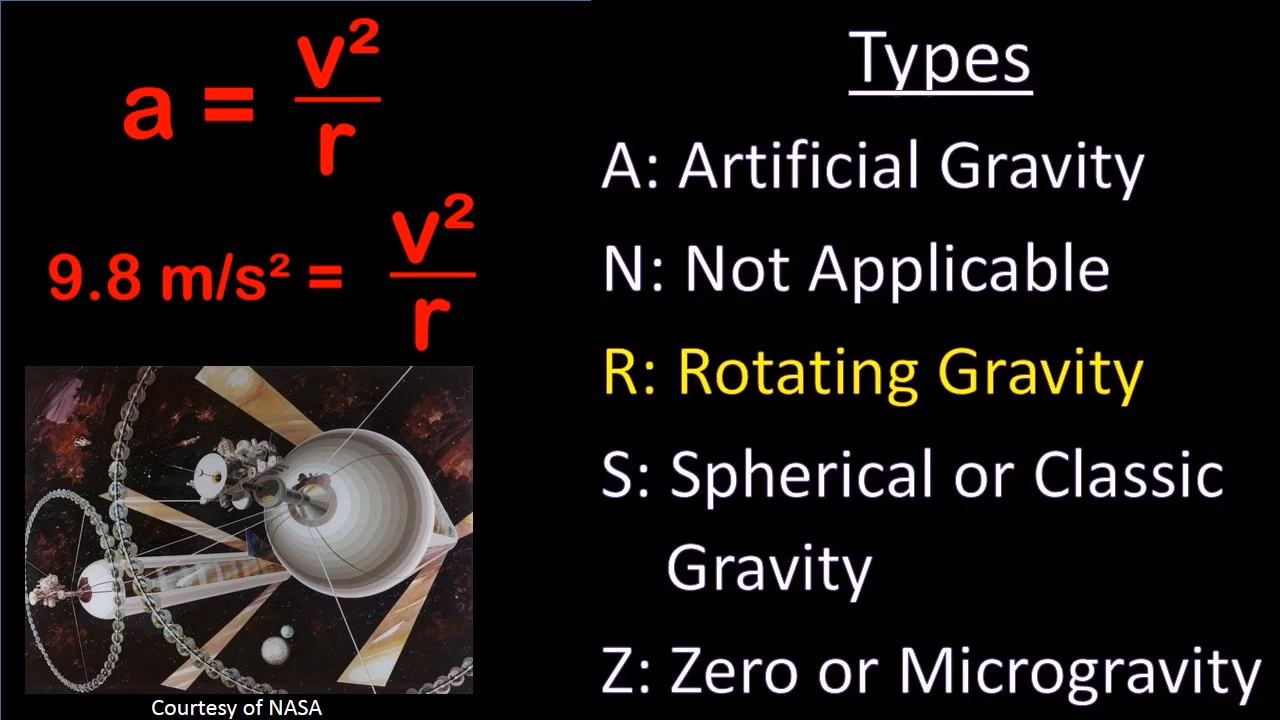 a = v²
r
9.8 m/s² = v²
r
Courtesy of NASA
Types
A: Artificial Gravity
N: Not Applicable
R: Rotating Gravity
S: Spherical or Classic
Gravity
Z: Zero or Microgravity